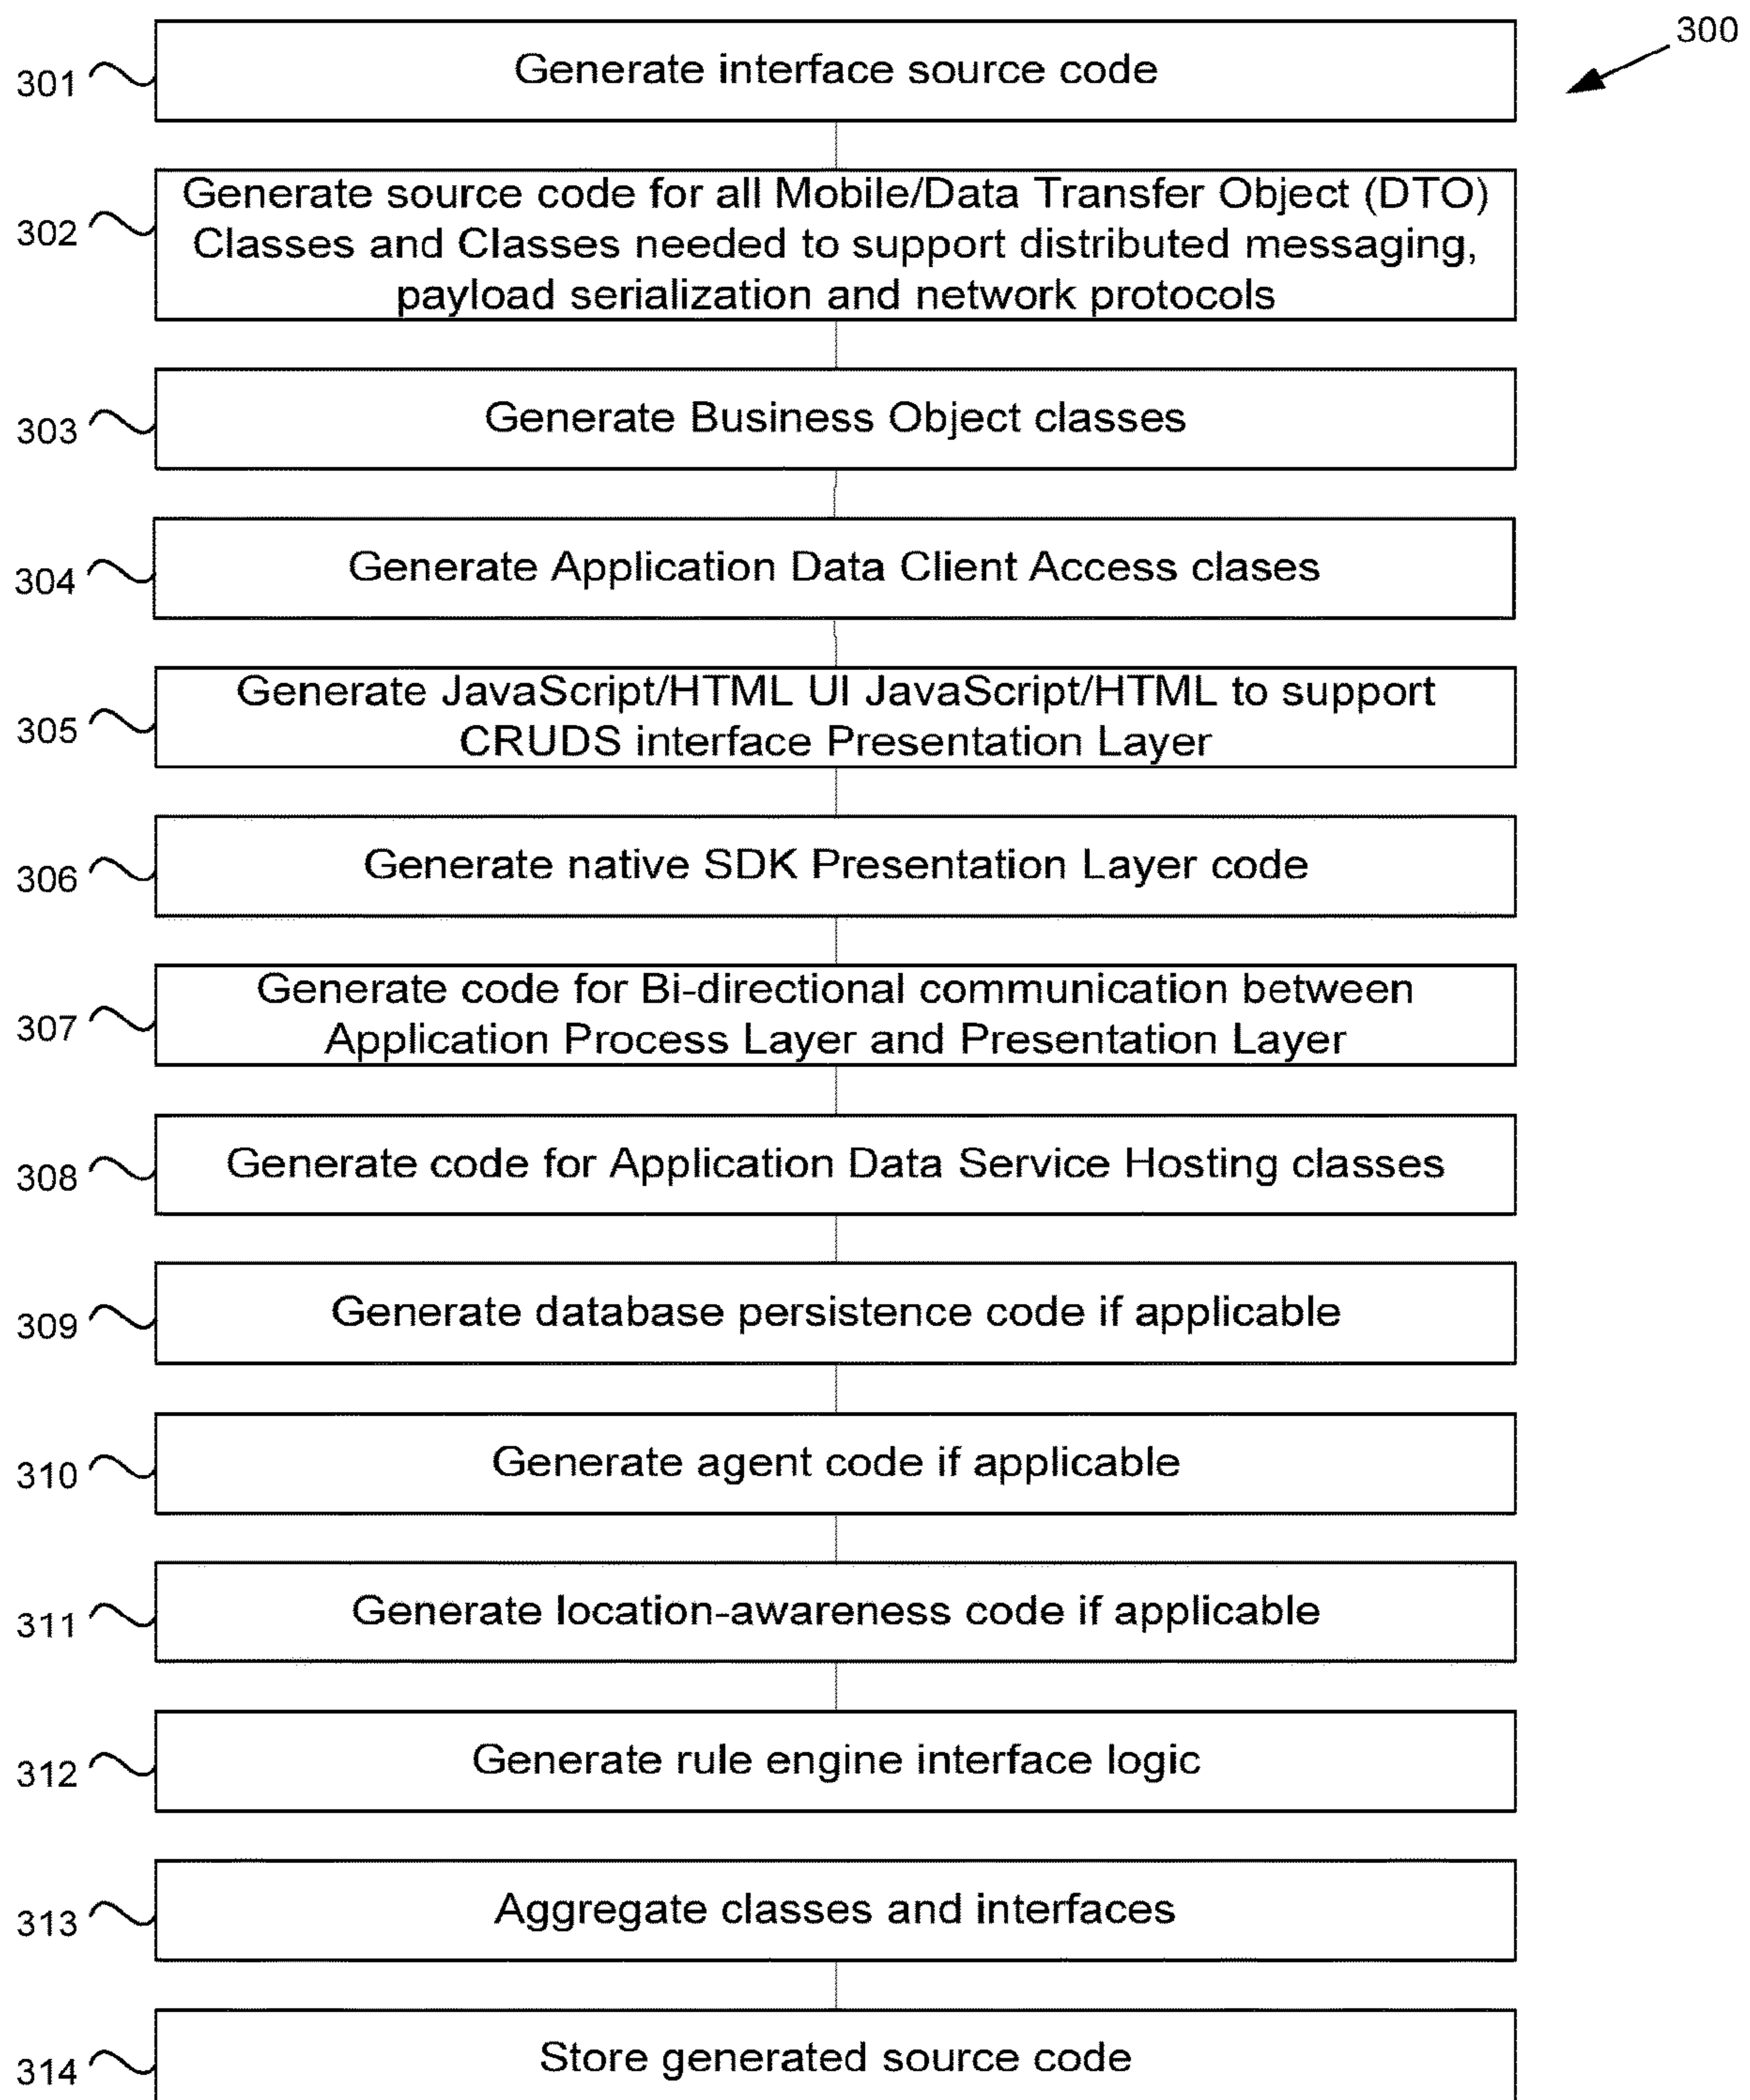 300
301 Generate interface source code
302 Generate source code for all Mobile/Data Transfer Object (DTO)
Classes and Classes needed to support distributed messaging,
payload serialization and network protocols
303 Generate Business Object classes
304 Generate Application Data Client Access clases
305 Generate JavaScript/HTML UI JavaScript/HTML to support
CRUDS interface Presentation Layer
306 Generate native SDK Presentation Layer code
307 Generate code for Bi-directional communication between
Application Process Layer and Presentation Layer
308 Generate code for Application Data Service Hosting classes
309 Generate database persistence code if applicable
310 Generate agent code if applicable
311 Generate location-awareness code if applicable
312 Generate rule engine interface logic
313 Aggregate classes and interfaces
314 Store generated source code